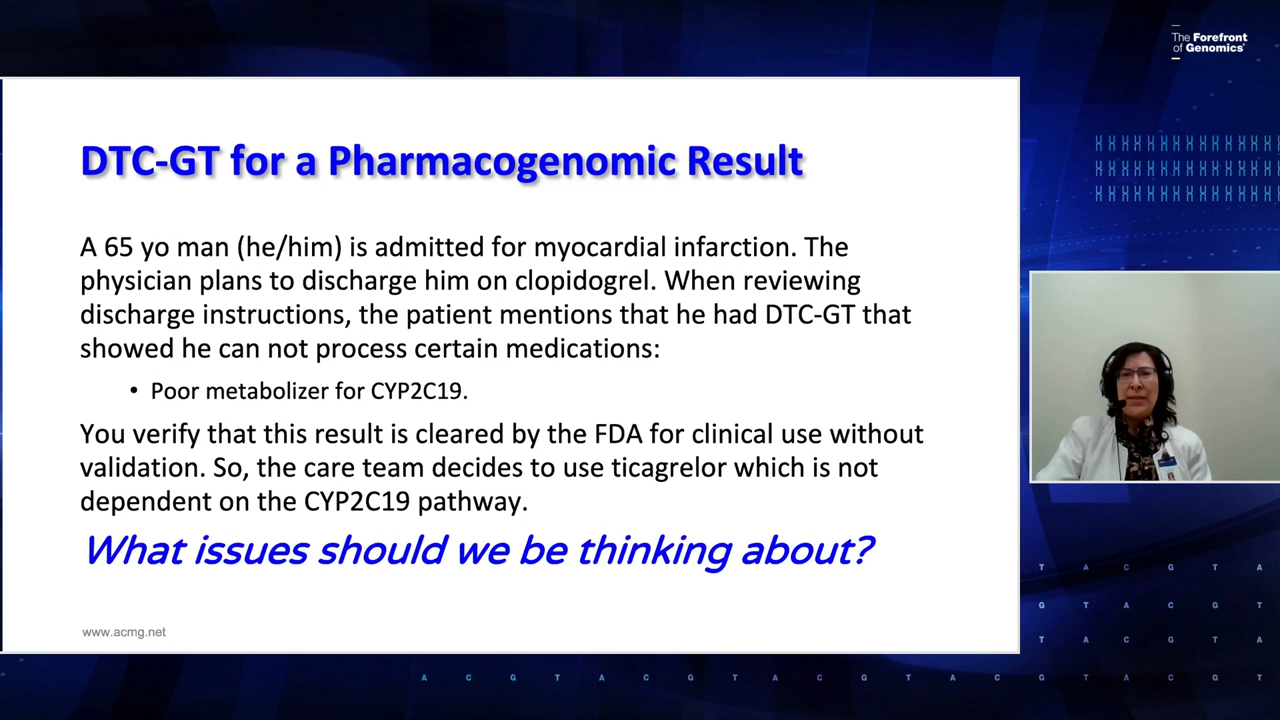 The Forefront
of Genomics®
DTC-GT for a Pharmacogenomic Result
A 65 yo man (he/him) is admitted for myocardial infarction. The
physician plans to discharge him on clopidogrel. When reviewing
discharge instructions, the patient mentions that he had DTC-GT that
showed he can not process certain medications:
• Poor metabolizer for CYP2C19.
You verify that this result is cleared by the FDA for clinical use without
validation. So, the care team decides to use ticagrelor which is not
dependent on the CYP2C19 pathway.
What issues should we be thinking about?
www.acmg.net
T A C G T A
G T A C G T
T A C G T A
A C G T A C G T A C G T A C G T A C G T